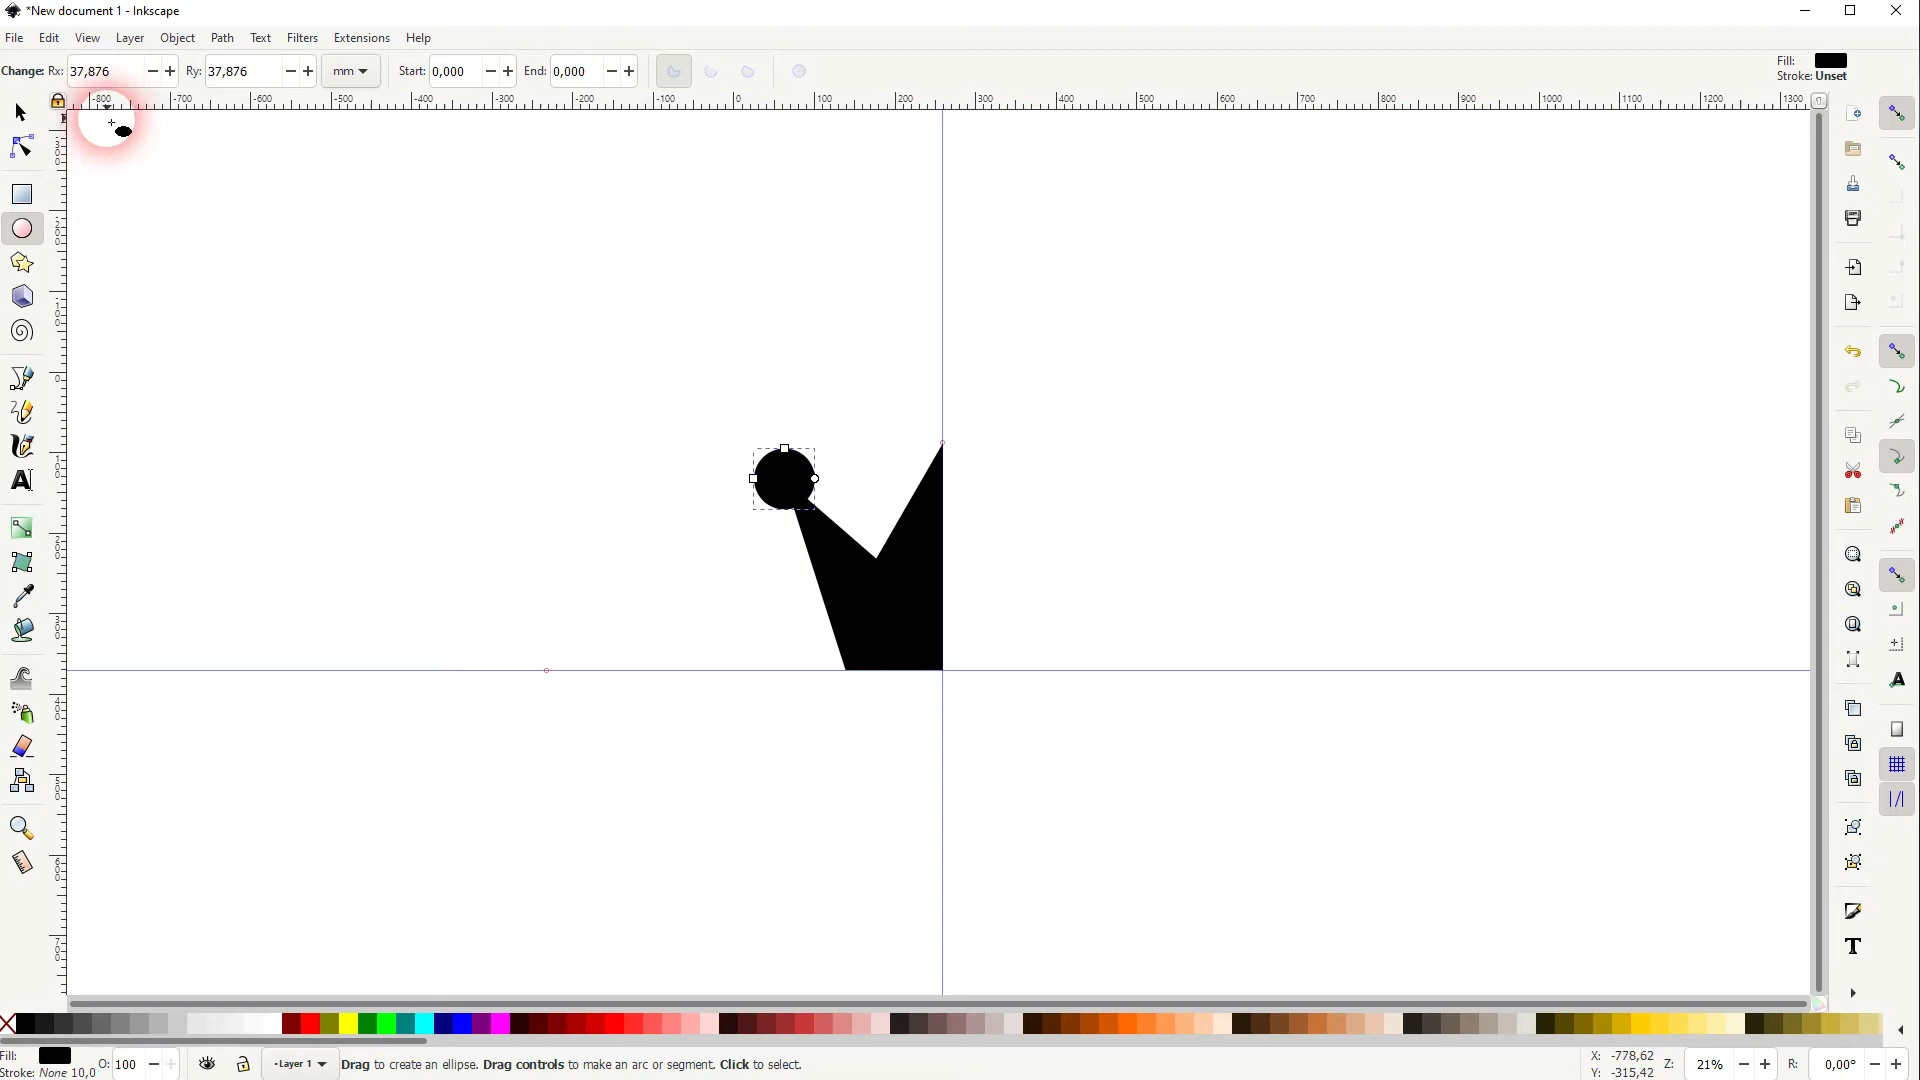 *New document 1 - Inkscape
File Edit View Layer Object Path Text Filters Extensions Help
Change: Rx: 37,876 Ry: 37,876 mm Start: 0,000 End: 0,000
Fill:
Stroke: Unset
-800 -700 -600 -500 -400 -300 -200 -100 0 100 200 300 400 500 600 700 800 900 1000 1100 1200 1300
Fill:
Stroke: None 10,0
O: 100
-Layer 1
Drag to create an ellipse. Drag controls to make an arc or segment. Click to select.
X: -778,62
Y: -315,42
Z: 21%
R: 0,00°